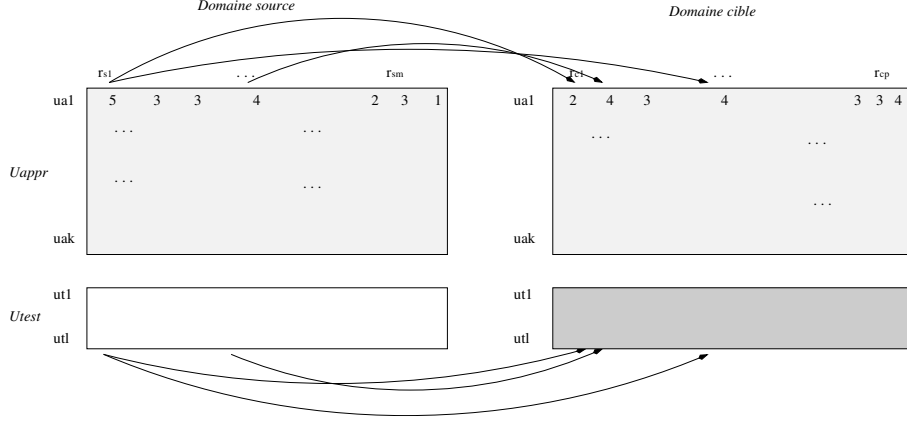 Domaine source
Domaine cible
rs1 ... rsm
rc1 ... rcp
ua1 5 3 3 4 2 3 1
ua1 2 4 3 4 3 3 4
... ...
... ...
Uappr
... ...
...
uak
uak
ut1
ut1
Utest
utl
utl